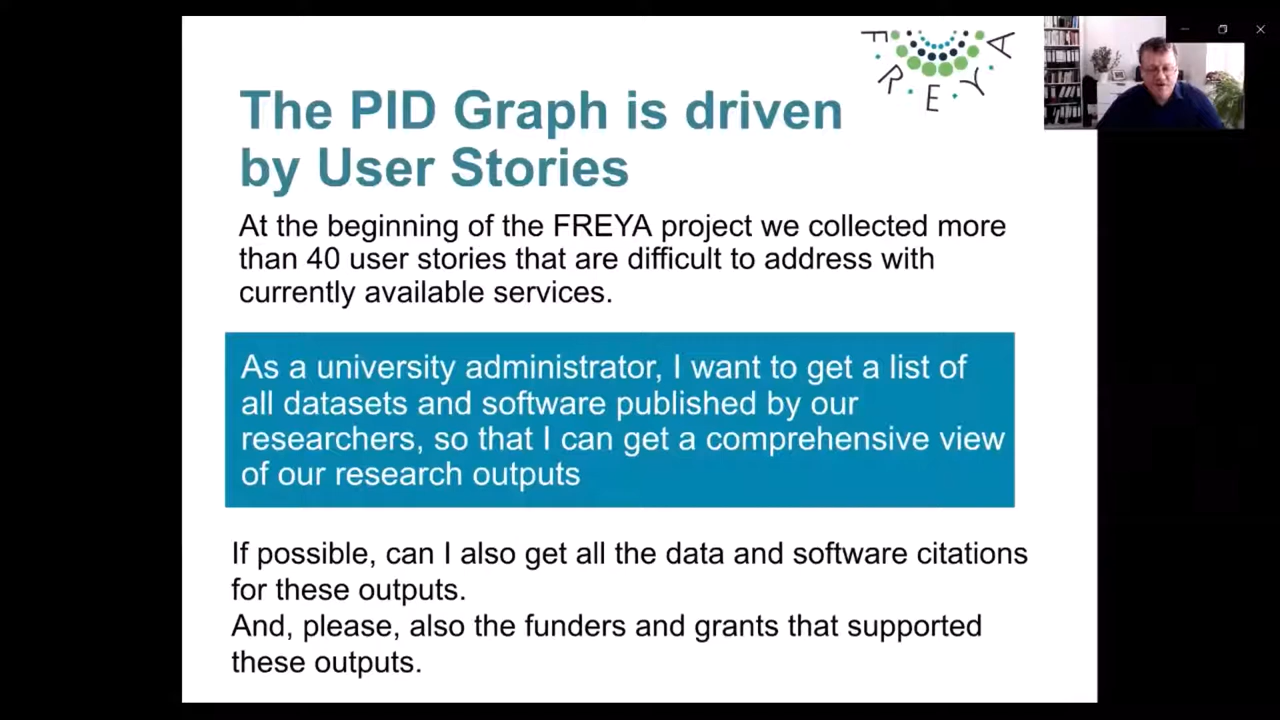 FREYA
The PID Graph is driven
by User Stories
At the beginning of the FREYA project we collected more
than 40 user stories that are difficult to address with
currently available services.
As a university administrator, I want to get a list of
all datasets and software published by our
researchers, so that I can get a comprehensive view
of our research outputs
If possible, can I also get all the data and software citations
for these outputs.
And, please, also the funders and grants that supported
these outputs.